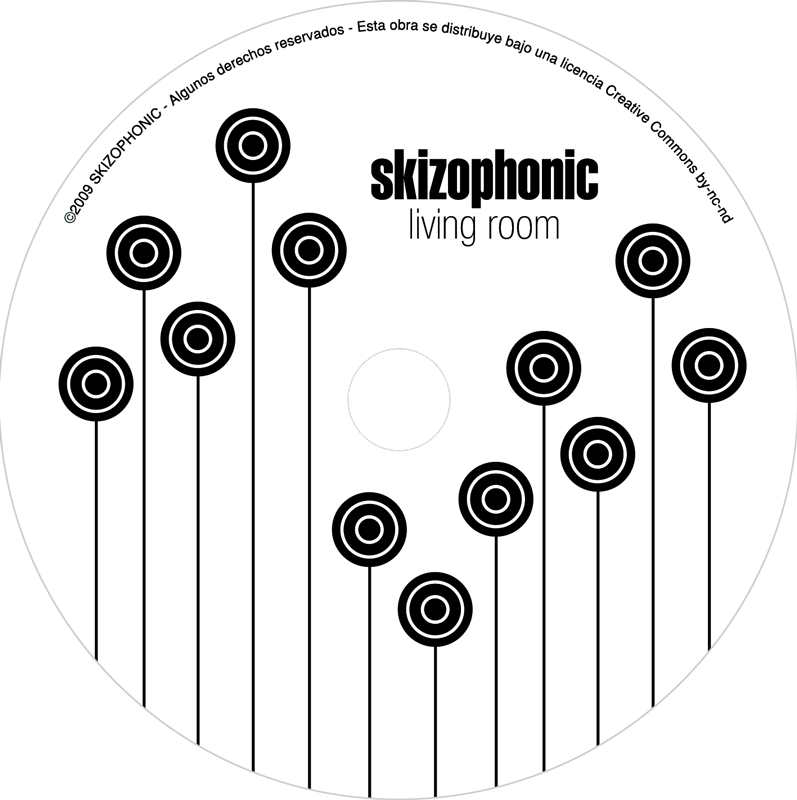 ©2009 SKIZOPHONIC - Algunos derechos reservados - Esta obra se distribuye bajo una licencia Creative Commons by-nc-nd
skizophonic
living room